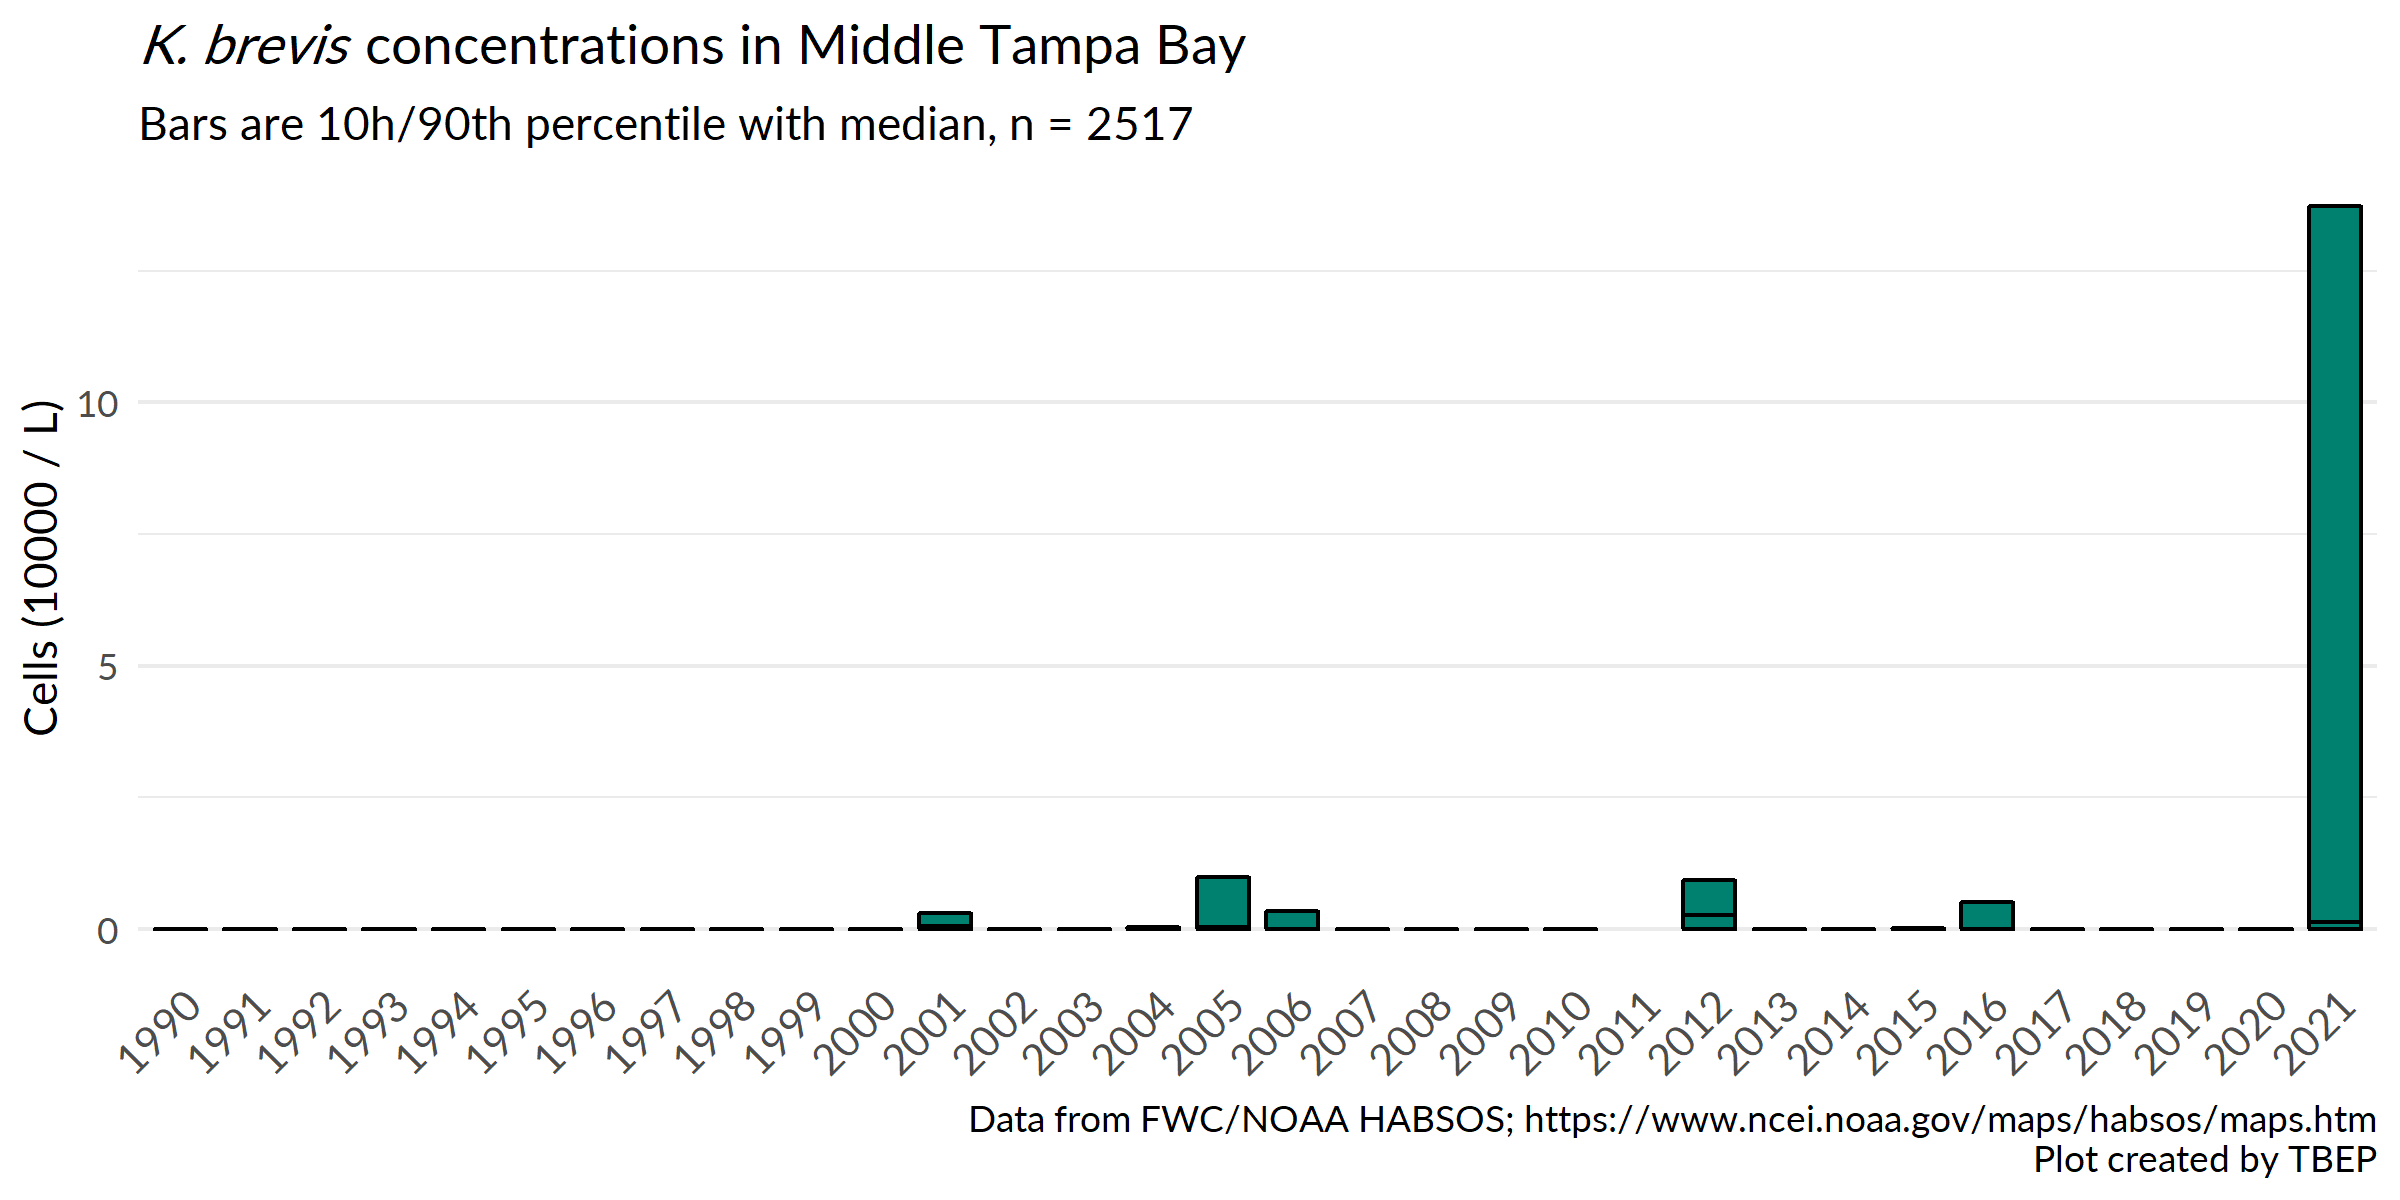 K. brevis concentrations in Middle Tampa Bay
Bars are 10h/90th percentile with median, n = 2517
Cells (10000 / L)
10
5
0
1990 1991 1992 1993 1994 1995 1996 1997 1998 1999 2000 2001 2002 2003 2004 2005 2006 2007 2008 2009 2010 2011 2012 2013 2014 2015 2016 2017 2018 2019 2020 2021
Data from FWC/NOAA HABSOS; https://www.ncei.noaa.gov/maps/habsos/maps.htm
Plot created by TBEP